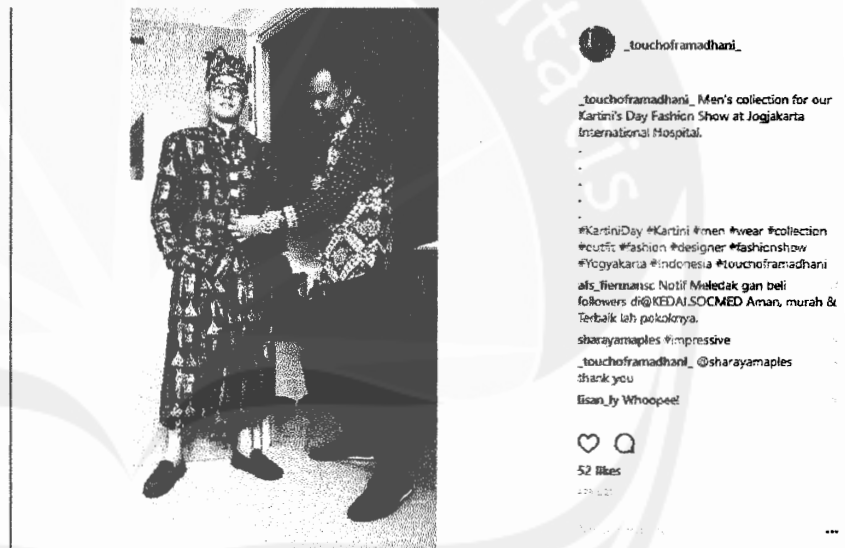 _touchoframadhani_
_touchoframadhani_ Men's collection for our
Kartini's Day Fashion Show at Jogjakarta
International Hospital.
.
.
.
.
.
#KartiniDay #Kartini #men #wear #collection
#outfit #fashion #designer #fashionshow
#Yogyakarta #indonesia #touchoframadhani
Notif Meledak gan beli
followers di@KEDAI.SOCMED Aman, murah &
Terbaik lah pokoknya.
sharayamaples #impressive
_touchoframadhani_ @sharayamaples
thank you
lisan_ly Whoopee!
52 likes
itas